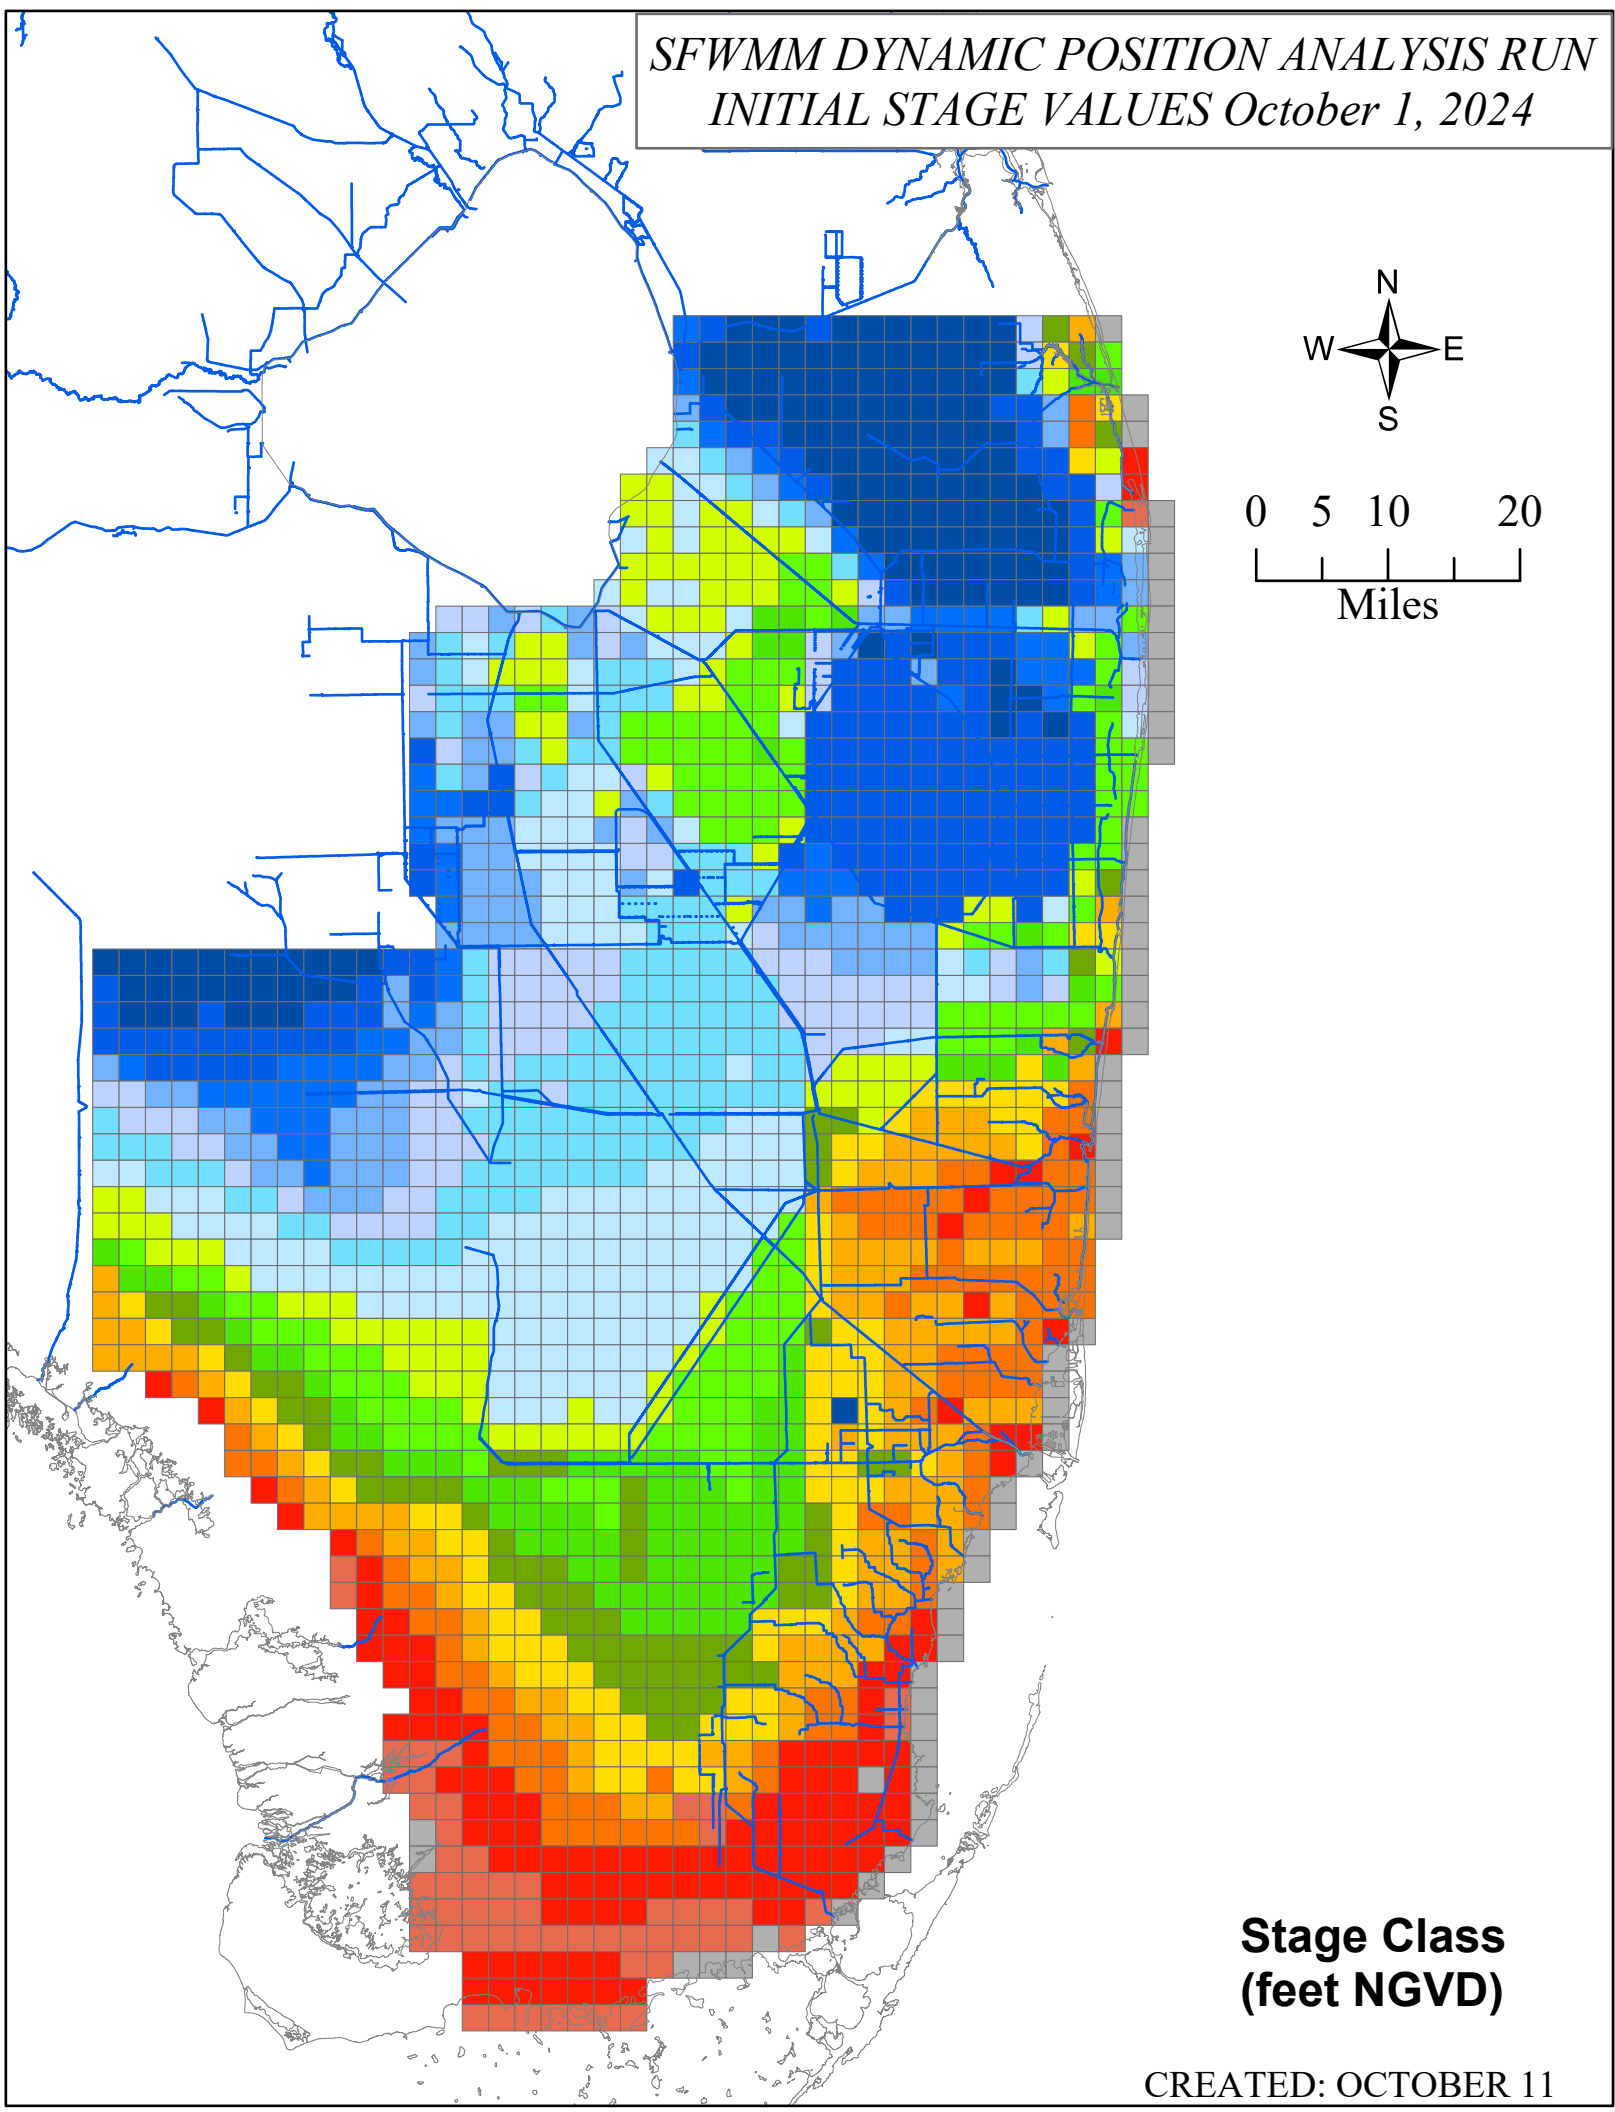 SFWMM DYNAMIC POSITION ANALYSIS RUN
INITIAL STAGE VALUES October 1, 2024
N
W E
S
0 5 10 20
Miles
Stage Class
(feet NGVD)
CREATED: OCTOBER 11